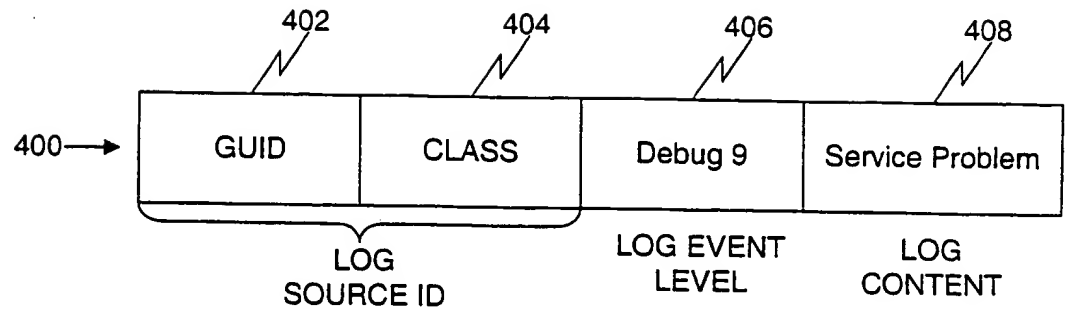 402
404
406
408
400
GUID
CLASS
Debug 9
Service Problem
LOG
SOURCE ID
LOG EVENT
LEVEL
LOG
CONTENT